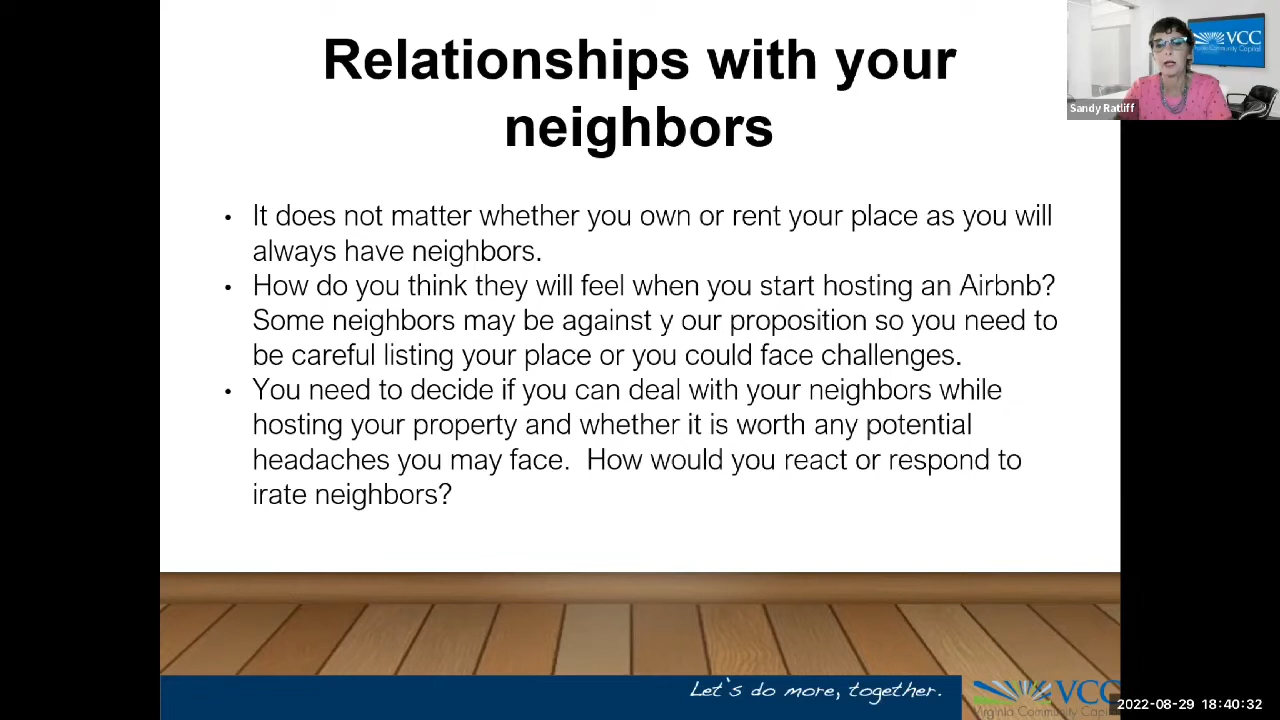 Relationships with your
neighbors
VCC
Virginia Community Capital
Sandy Ratliff
• It does not matter whether you own or rent your place as you will
always have neighbors.
• How do you think they will feel when you start hosting an Airbnb?
Some neighbors may be against y our proposition so you need to
be careful listing your place or you could face challenges.
• You need to decide if you can deal with your neighbors while
hosting your property and whether it is worth any potential
headaches you may face.  How would you react or respond to
irate neighbors?
Let's do more, together.
VCC
Virginia Community Capi
2022-08-29 18:40:32